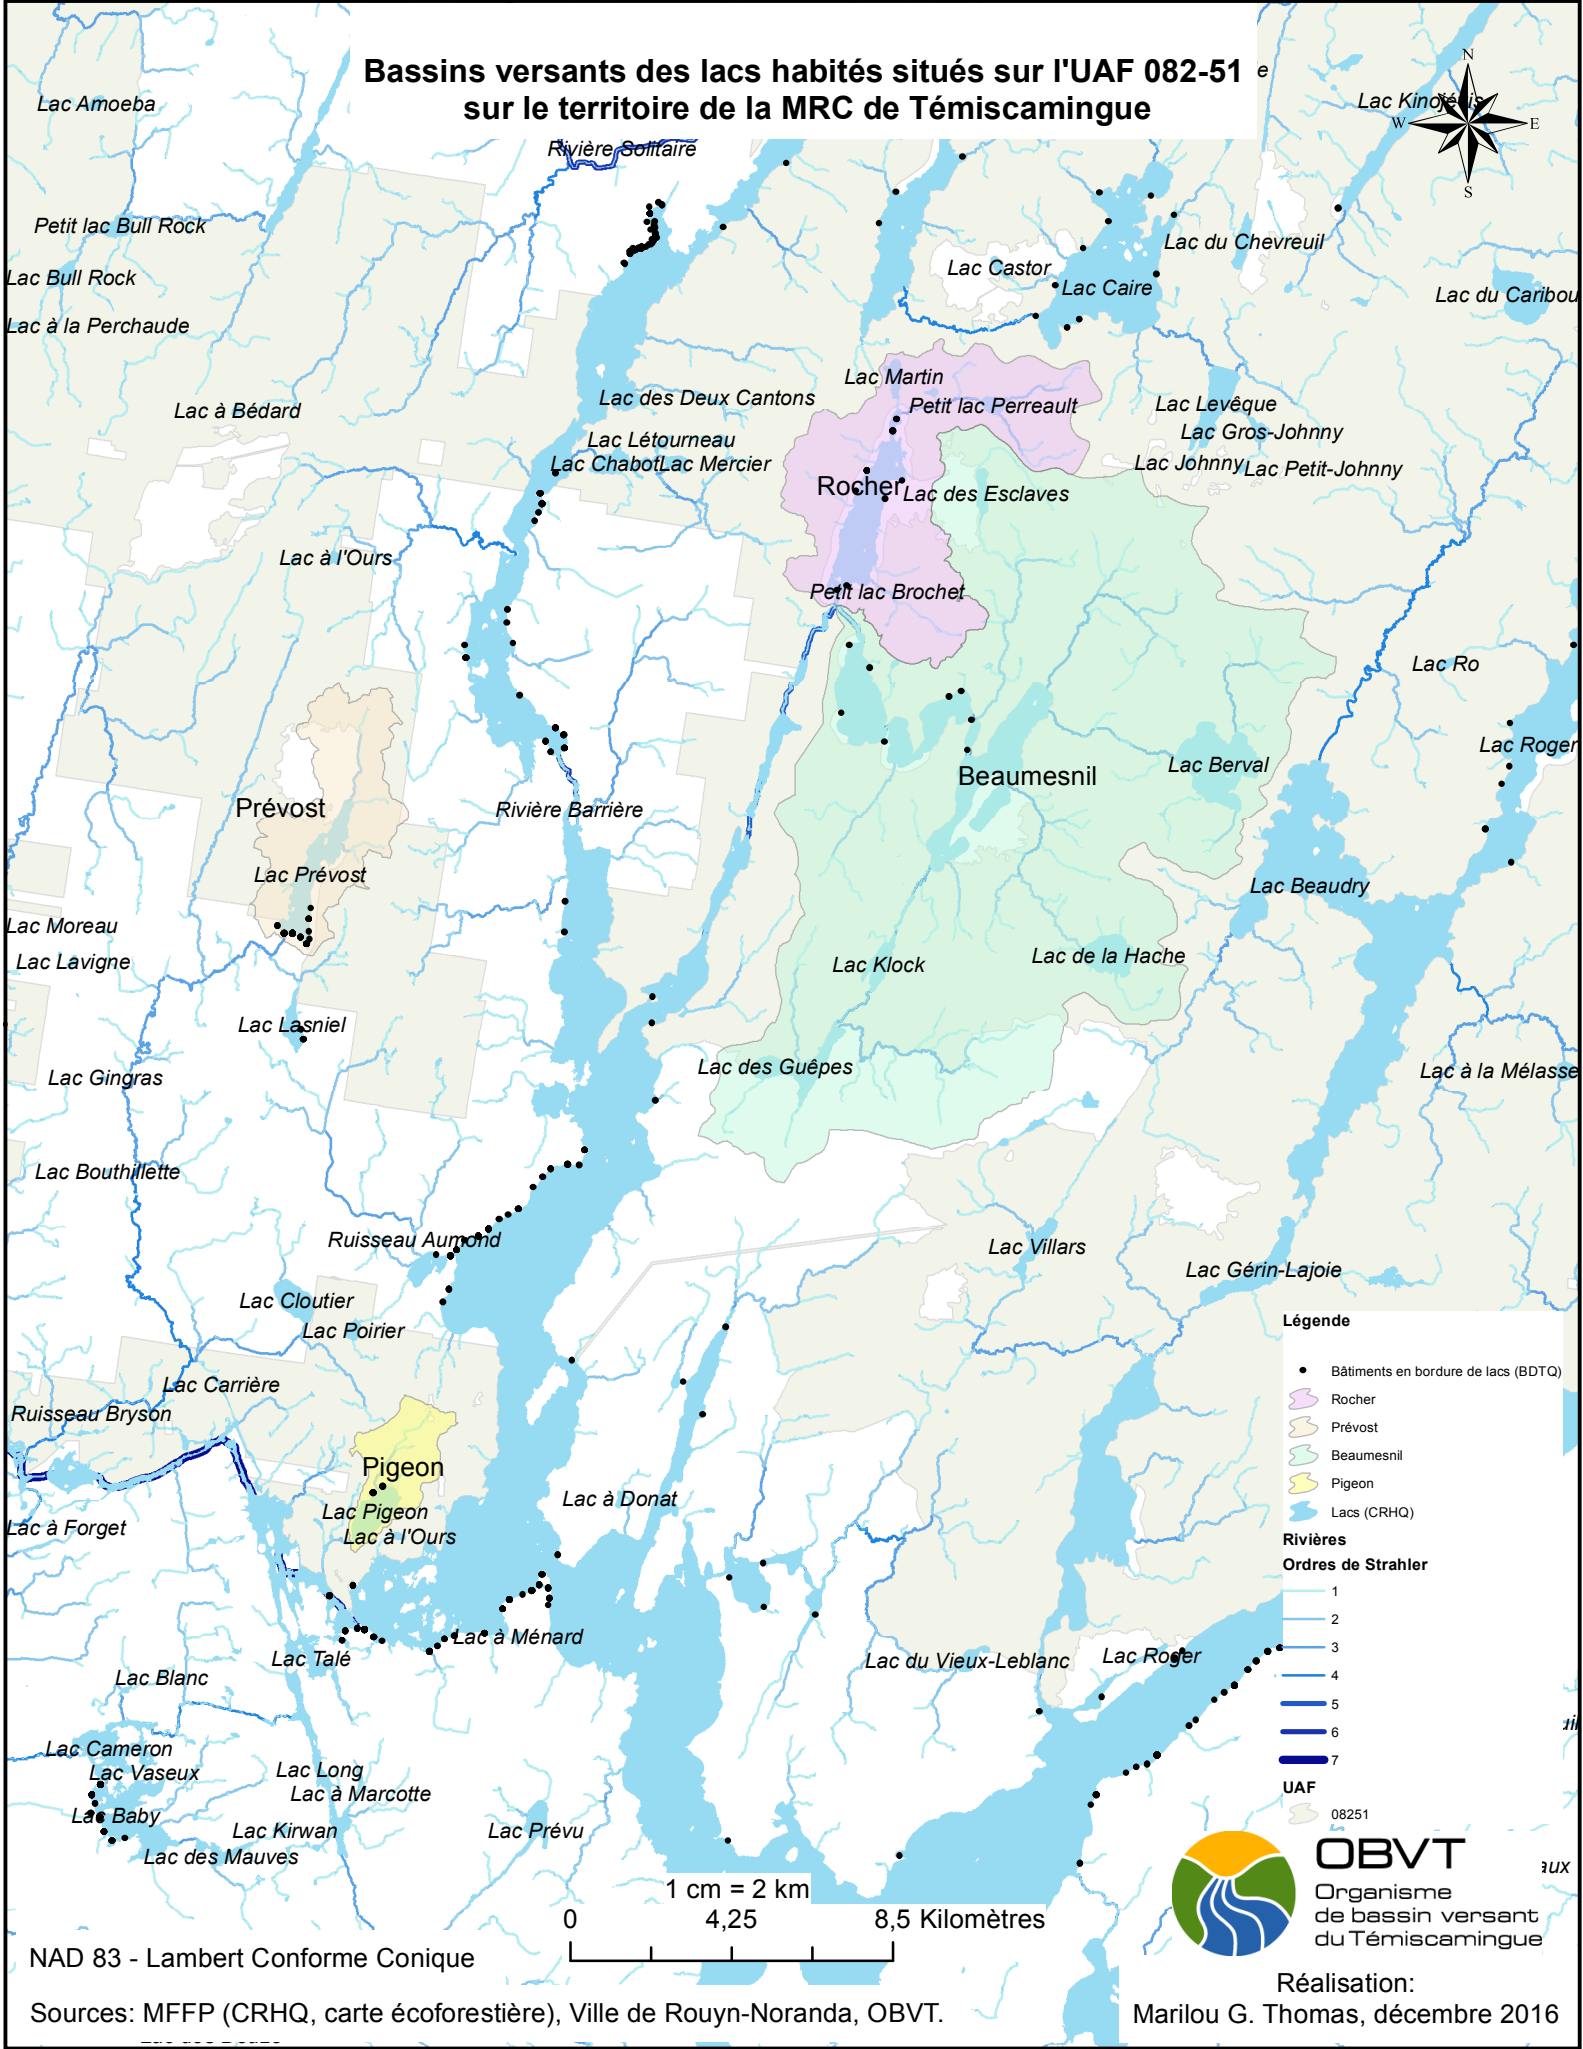 Bassins versants des lacs habités situés sur l'UAF 082-51
sur le territoire de la MRC de Témiscamingue
N
W
E
S
Lac Amoeba
Lac Kinojévis
Rivière Solitaire
Petit lac Bull Rock
Lac du Chevreuil
Lac Castor
Lac Bull Rock
Lac Caire
Lac du Caribou
Lac à la Perchaude
Lac Martin
Lac des Deux Cantons
Petit lac Perreault
Lac Levêque
Lac à Bédard
Lac Gros-Johnny
Lac Létourneau
Lac Chabot
Lac Mercier
Lac Johnny
Lac Petit-Johnny
Rocher
Lac des Esclaves
Lac à l'Ours
Petit lac Brochet
Lac Ro
Lac Roger
Lac Berval
Beaumesnil
Prévost
Rivière Barrière
Lac Prévost
Lac Beaudry
Lac Moreau
Lac Lavigne
Lac Klock
Lac de la Hache
Lac Lasniel
Lac des Guêpes
Lac Gingras
Lac à la Mélasse
Lac Bouthillette
Ruisseau Aumond
Lac Villars
Lac Gérin-Lajoie
Lac Cloutier
Lac Poirier
Lac Carrière
Ruisseau Bryson
Pigeon
Lac à Donat
Lac Pigeon
Lac à l'Ours
Lac à Forget
Lac à Ménard
Lac Talé
Lac du Vieux-Leblanc
Lac Roger
Lac Blanc
Lac Cameron
Lac Vaseux
Lac Long
Lac à Marcotte
Lac Baby
Lac Kirwan
Lac Prévu
Lac des Mauves
Légende
Bâtiments en bordure de lacs (BDTQ)
Rocher
Prévost
Beaumesnil
Pigeon
Lacs (CRHQ)
Rivières
Ordres de Strahler
1
2
3
4
5
6
7
UAF
08251
OBVT
Organisme
de bassin versant
du Témiscamingue
aux
1 cm = 2 km
0 4,25 8,5 Kilomètres
NAD 83 - Lambert Conforme Conique
Sources: MFFP (CRHQ, carte écoforestière), Ville de Rouyn-Noranda, OBVT.
Réalisation:
Marilou G. Thomas, décembre 2016